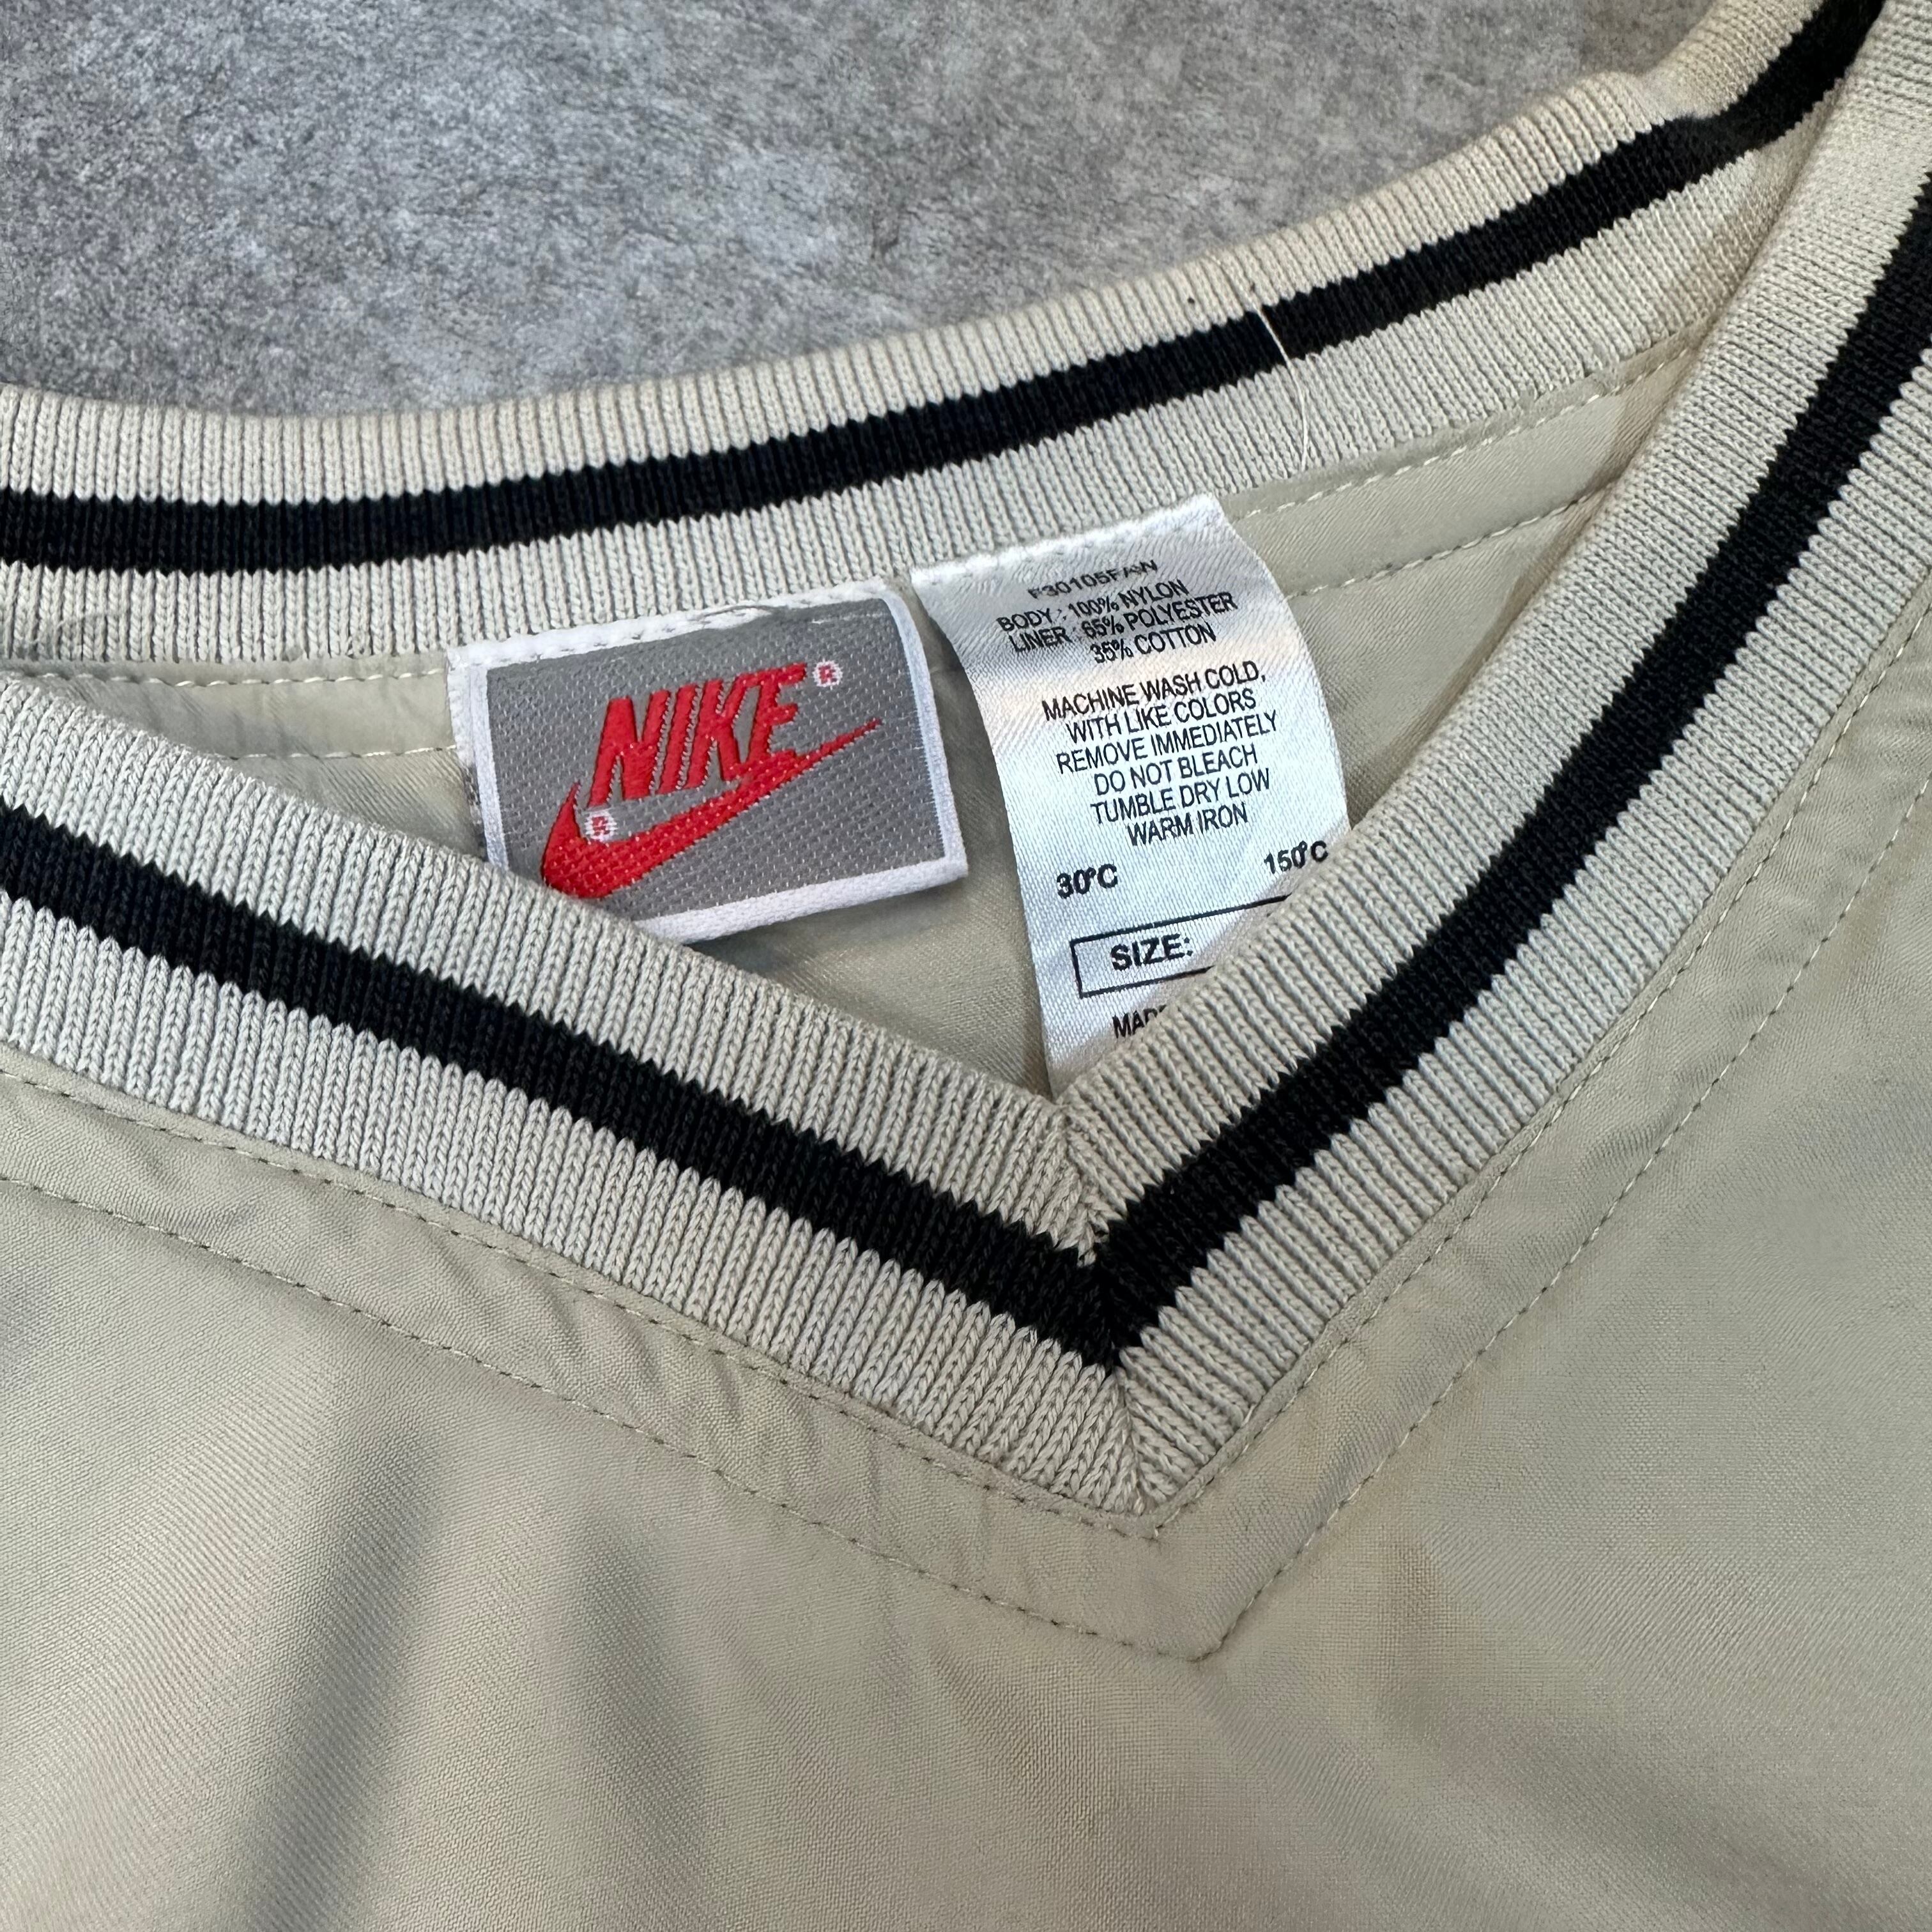 NIKE ®
®
F30105FAW
BODY : 100% NYLON
LINER : 65% POLYESTER
35% COTTON
MACHINE WASH COLD,
WITH LIKE COLORS
REMOVE IMMEDIATELY
DO NOT BLEACH
TUMBLE DRY LOW
WARM IRON
30°C 150°C
SIZE: